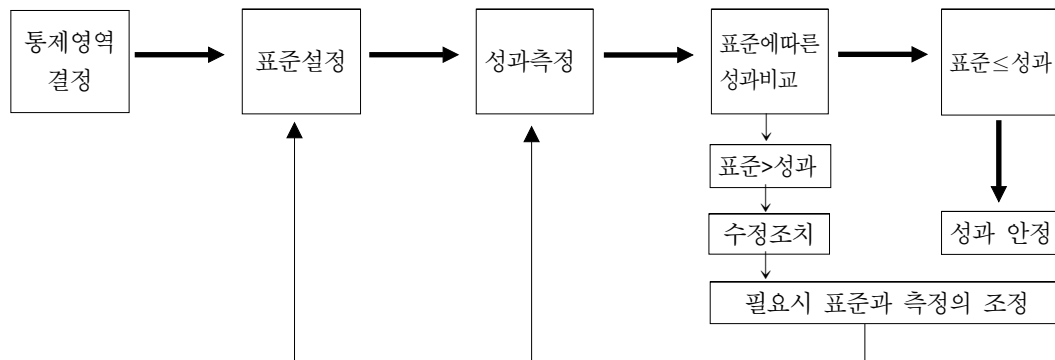 통제영역
결정
표준설정
성과측정
표준에따른
성과비교
표준≤성과
표준>성과
수정조치
성과 안정
필요시 표준과 측정의 조정